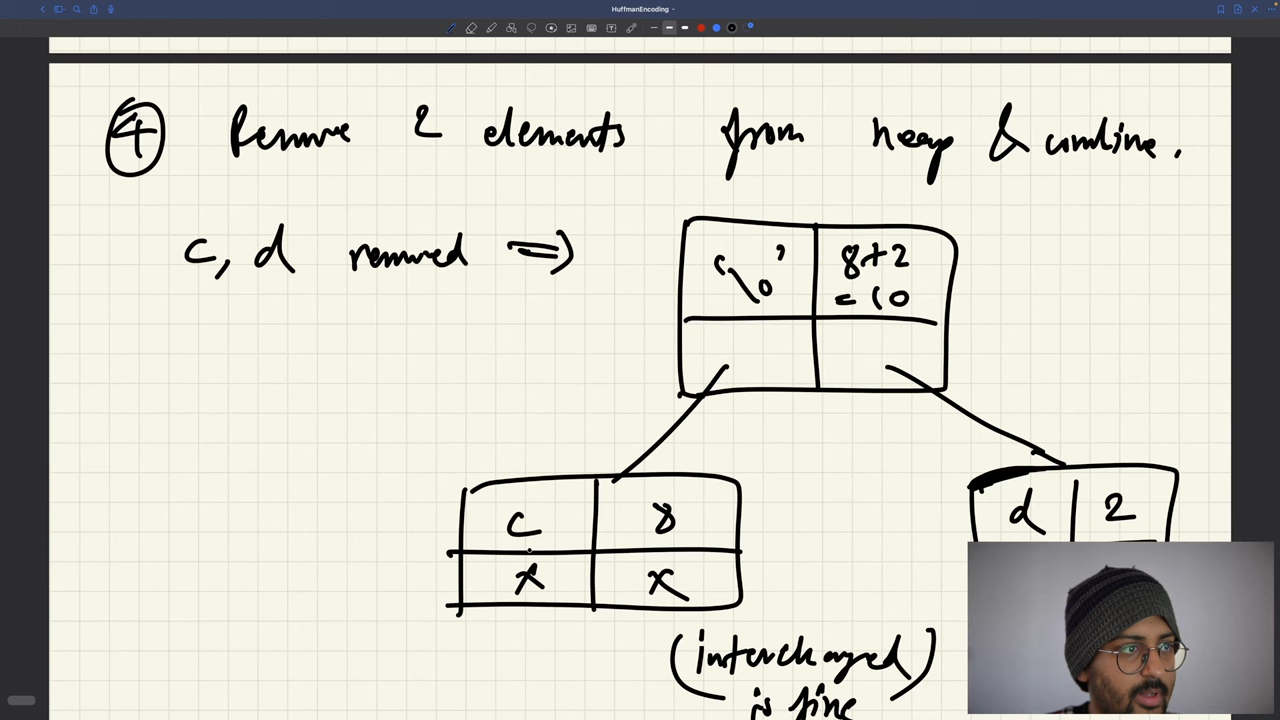 HuffmanEncoding
④ Remove 2 elements from heap & combine.
c, d removed ⇒
'\0' 8+2
=10
c 8
x x
d 2
(interchanged)
is fine